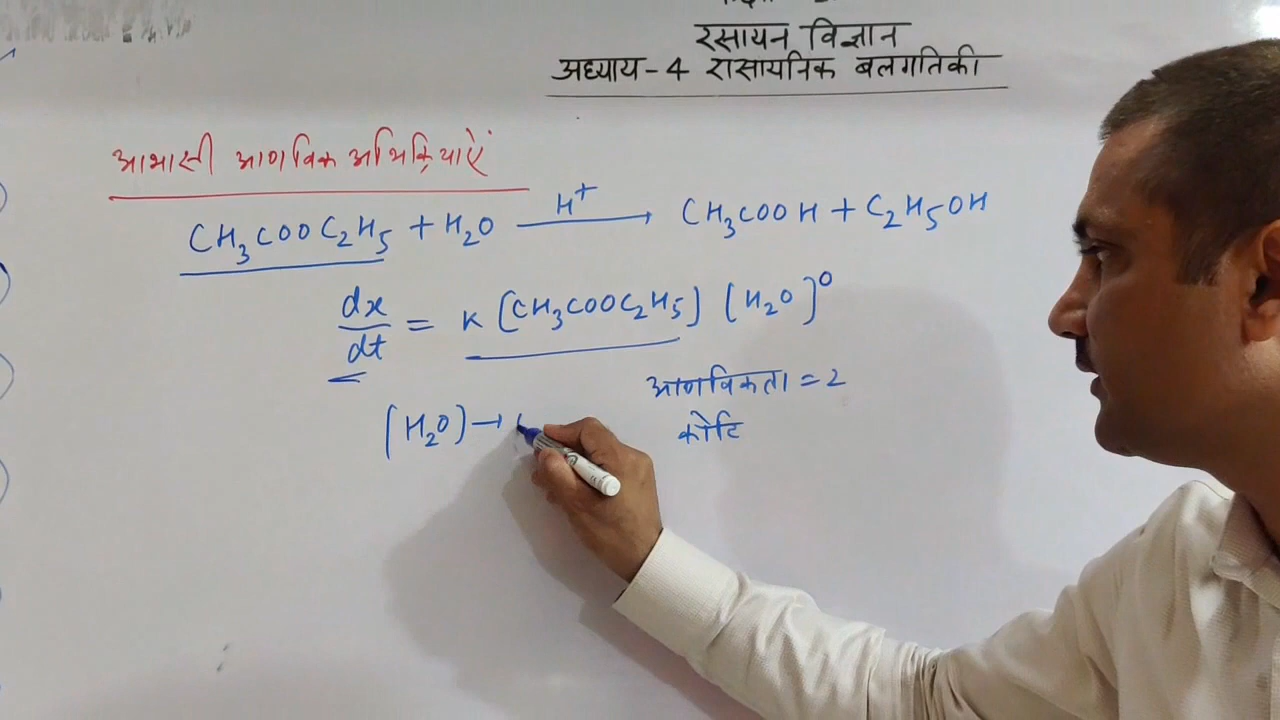 रसायन विज्ञान
अध्याय-4 रासायनिक बलगतिकी
आभासी आणविक अभिक्रियाऐं
CH₃COOC₂H₅ + H₂O —H⁺→ CH₃COOH + C₂H₅OH
dx/dt = K [CH₃COOC₂H₅] [H₂O]⁰
आणविकता = 2
[H₂O] →
कोटि